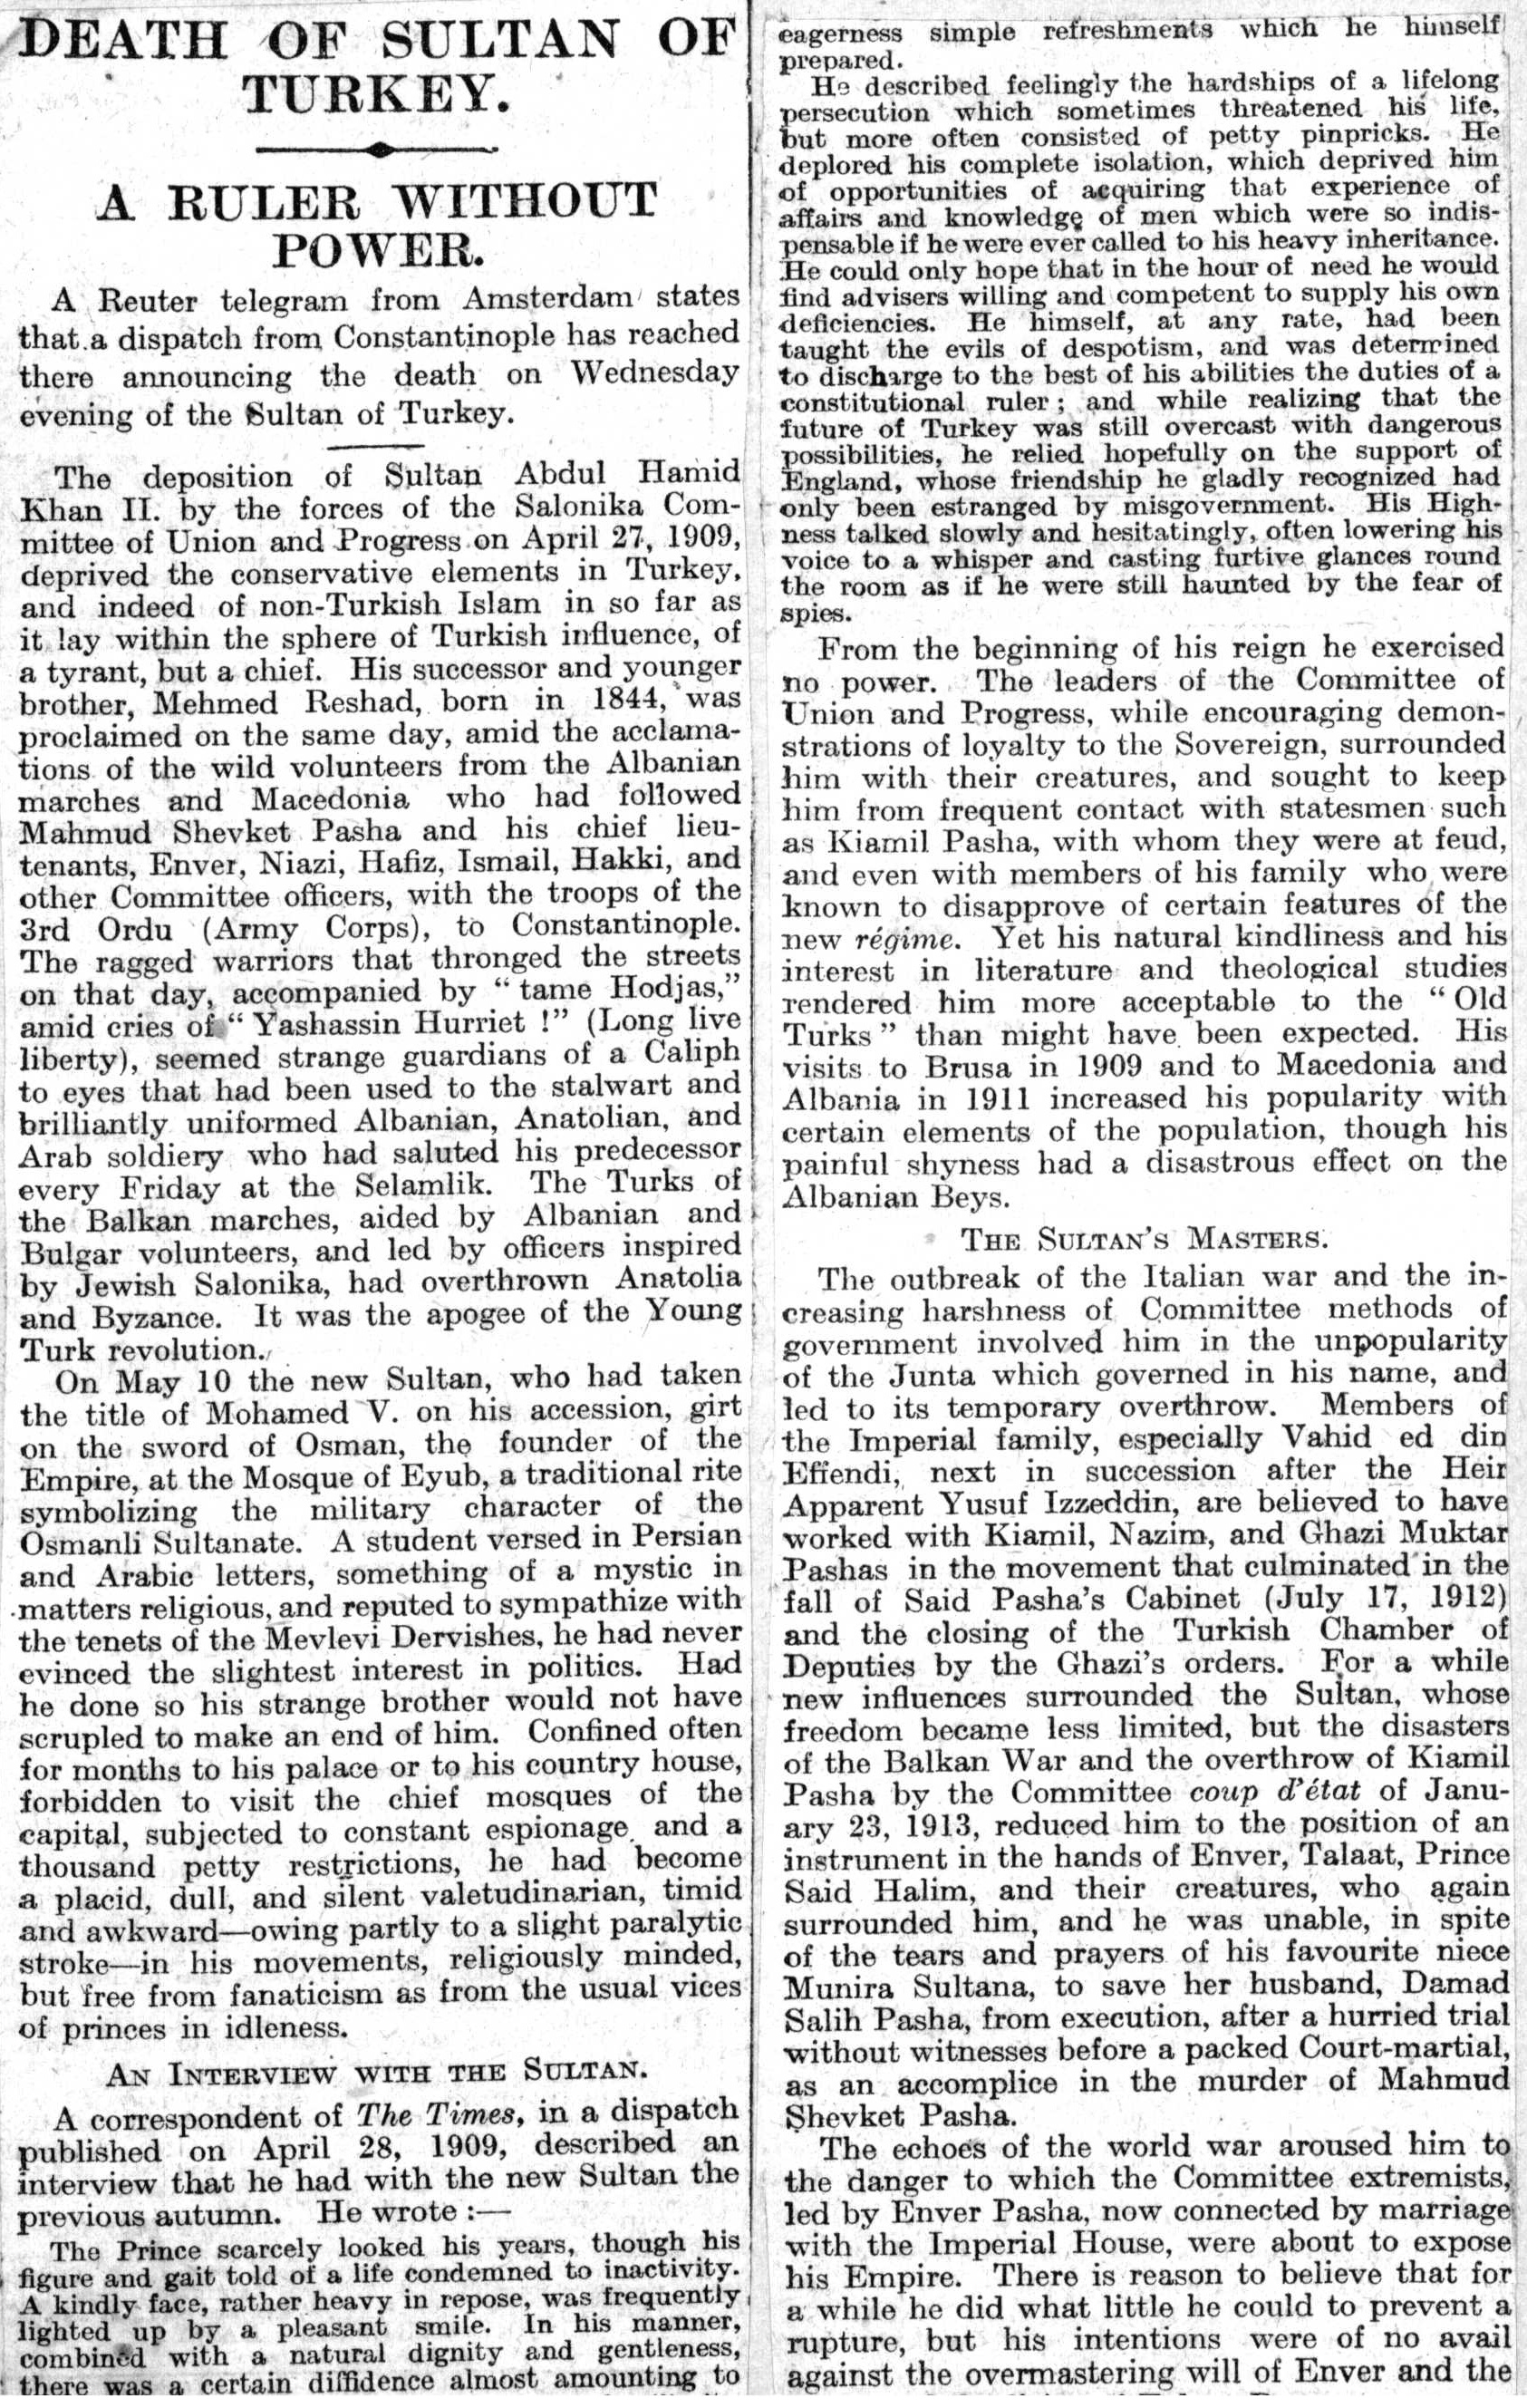 DEATH OF SULTAN OF
TURKEY.
A RULER WITHOUT
POWER.
A Reuter telegram from Amsterdam states
that a dispatch from Constantinople has reached
there announcing the death on Wednesday
evening of the Sultan of Turkey.
The deposition of Sultan Abdul Hamid
Khan II. by the forces of the Salonika Com-
mittee of Union and Progress on April 27, 1909,
deprived the conservative elements in Turkey,
and indeed of non-Turkish Islam in so far as
it lay within the sphere of Turkish influence, of
a tyrant, but a chief. His successor and younger
brother, Mehmed Reshad, born in 1844, was
proclaimed on the same day, amid the acclama-
tions of the wild volunteers from the Albanian
marches and Macedonia who had followed
Mahmud Shevket Pasha and his chief lieu-
tenants, Enver, Niazi, Hafiz, Ismail, Hakki, and
other Committee officers, with the troops of the
3rd Ordu (Army Corps), to Constantinople.
The ragged warriors that thronged the streets
on that day, accompanied by "tame Hodjas,"
amid cries of "Yashassin Hurriet !" (Long live
liberty), seemed strange guardians of a Caliph
to eyes that had been used to the stalwart and
brilliantly uniformed Albanian, Anatolian, and
Arab soldiery who had saluted his predecessor
every Friday at the Selamlik. The Turks of
the Balkan marches, aided by Albanian and
Bulgar volunteers, and led by officers inspired
by Jewish Salonika, had overthrown Anatolia
and Byzance. It was the apogee of the Young
Turk revolution.
On May 10 the new Sultan, who had taken
the title of Mohamed V. on his accession, girt
on the sword of Osman, the founder of the
Empire, at the Mosque of Eyub, a traditional rite
symbolizing the military character of the
Osmanli Sultanate. A student versed in Persian
and Arabic letters, something of a mystic in
matters religious, and reputed to sympathize with
the tenets of the Mevlevi Dervishes, he had never
evinced the slightest interest in politics. Had
he done so his strange brother would not have
scrupled to make an end of him. Confined often
for months to his palace or to his country house,
forbidden to visit the chief mosques of the
capital, subjected to constant espionage and a
thousand petty restrictions, he had become
a placid, dull, and silent valetudinarian, timid
and awkward—owing partly to a slight paralytic
stroke—in his movements, religiously minded,
but free from fanaticism as from the usual vices
of princes in idleness.
AN INTERVIEW WITH THE SULTAN.
A correspondent of The Times, in a dispatch
published on April 28, 1909, described an
interview that he had with the new Sultan the
previous autumn. He wrote :—
The Prince scarcely looked his years, though his
figure and gait told of a life condemned to inactivity.
A kindly face, rather heavy in repose, was frequently
lighted up by a pleasant smile. In his manner,
combined with a natural dignity and gentleness,
there was a certain diffidence almost amounting to
eagerness simple refreshments which he himself
prepared.
He described feelingly the hardships of a lifelong
persecution which sometimes threatened his life,
but more often consisted of petty pinpricks. He
deplored his complete isolation, which deprived him
of opportunities of acquiring that experience of
affairs and knowledge of men which were so indis-
pensable if he were ever called to his heavy inheritance.
He could only hope that in the hour of need he would
find advisers willing and competent to supply his own
deficiencies. He himself, at any rate, had been
taught the evils of despotism, and was determined
to discharge to the best of his abilities the duties of a
constitutional ruler ; and while realizing that the
future of Turkey was still overcast with dangerous
possibilities, he relied hopefully on the support of
England, whose friendship he gladly recognized had
only been estranged by misgovernment. His High-
ness talked slowly and hesitatingly, often lowering his
voice to a whisper and casting furtive glances round
the room as if he were still haunted by the fear of
spies.
From the beginning of his reign he exercised
no power. The leaders of the Committee of
Union and Progress, while encouraging demon-
strations of loyalty to the Sovereign, surrounded
him with their creatures, and sought to keep
him from frequent contact with statesmen such
as Kiamil Pasha, with whom they were at feud,
and even with members of his family who were
known to disapprove of certain features of the
new régime. Yet his natural kindliness and his
interest in literature and theological studies
rendered him more acceptable to the "Old
Turks" than might have been expected. His
visits to Brusa in 1909 and to Macedonia and
Albania in 1911 increased his popularity with
certain elements of the population, though his
painful shyness had a disastrous effect on the
Albanian Beys.
THE SULTAN'S MASTERS.
The outbreak of the Italian war and the in-
creasing harshness of Committee methods of
government involved him in the unpopularity
of the Junta which governed in his name, and
led to its temporary overthrow. Members of
the Imperial family, especially Vahid ed din
Effendi, next in succession after the Heir
Apparent Yusuf Izzeddin, are believed to have
worked with Kiamil, Nazim, and Ghazi Muktar
Pashas in the movement that culminated in the
fall of Said Pasha's Cabinet (July 17, 1912)
and the closing of the Turkish Chamber of
Deputies by the Ghazi's orders. For a while
new influences surrounded the Sultan, whose
freedom became less limited, but the disasters
of the Balkan War and the overthrow of Kiamil
Pasha by the Committee coup d'état of Janu-
ary 23, 1913, reduced him to the position of an
instrument in the hands of Enver, Talaat, Prince
Said Halim, and their creatures, who again
surrounded him, and he was unable, in spite
of the tears and prayers of his favourite niece
Munira Sultana, to save her husband, Damad
Salih Pasha, from execution, after a hurried trial
without witnesses before a packed Court-martial,
as an accomplice in the murder of Mahmud
Shevket Pasha.
The echoes of the world war aroused him to
the danger to which the Committee extremists,
led by Enver Pasha, now connected by marriage
with the Imperial House, were about to expose
his Empire. There is reason to believe that for
a while he did what little he could to prevent a
rupture, but his intentions were of no avail
against the overmastering will of Enver and the